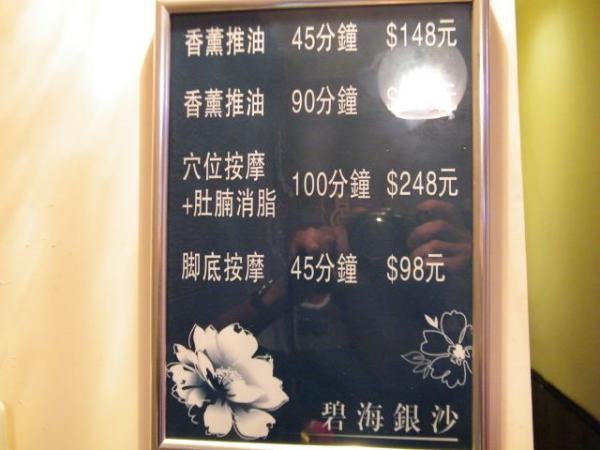 香薰推油 45分鐘 $148元
香薰推油 90分鐘 元
穴位按摩
+肚腩消脂 100分鐘 $248元
脚底按摩 45分鐘 $98元
碧海銀沙